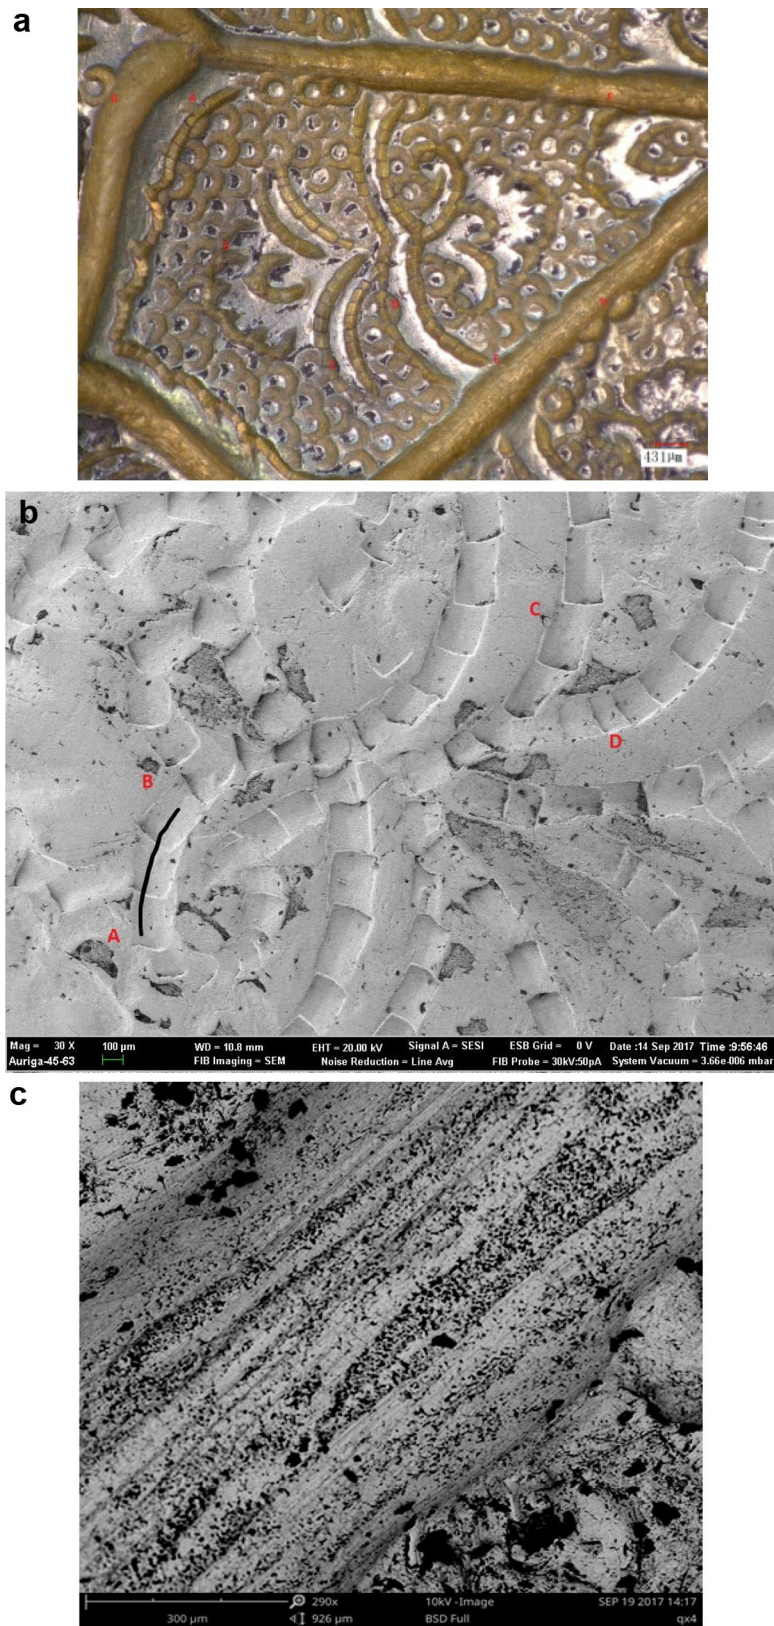 a
F
H
E
431µm
b
C
D
B
A
Mag = 30 X 100 µm WD = 10.8 mm EHT = 20.00 kV Signal A = SESI ESB Grid = 0 V Date :14 Sep 2017 Time :9:56:46
Auriga-45-63 FIB Imaging = SEM Noise Reduction = Line Avg FIB Probe = 30kV:50pA System Vacuum = 3.66e-006 mbar
c
290x 10kV -Image SEP 19 2017 14:17
300 µm 926 µm BSD Full qx4